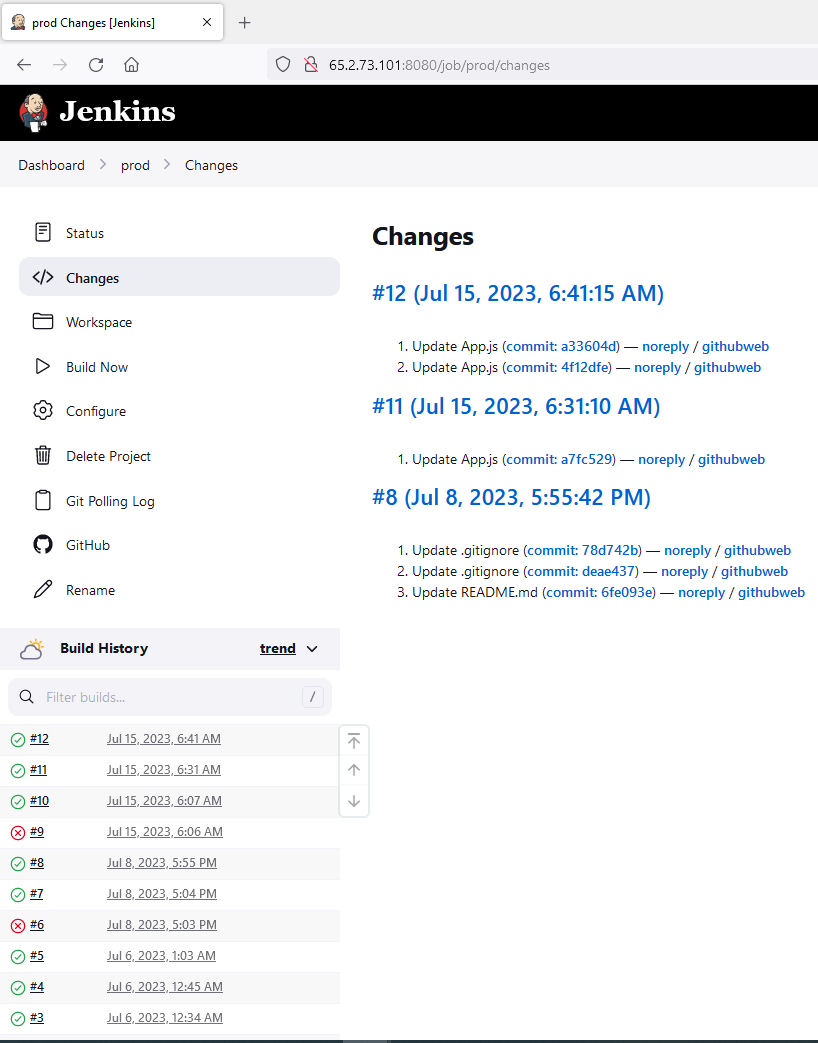 prod Changes [Jenkins]
65.2.73.101:8080/job/prod/changes
Jenkins
Dashboard prod Changes
Status
Changes
Workspace
Build Now
Configure
Delete Project
Git Polling Log
GitHub
Rename
Build History trend
Filter builds... /
#12 Jul 15, 2023, 6:41 AM
#11 Jul 15, 2023, 6:31 AM
#10 Jul 15, 2023, 6:07 AM
#9 Jul 15, 2023, 6:06 AM
#8 Jul 8, 2023, 5:55 PM
#7 Jul 8, 2023, 5:04 PM
#6 Jul 8, 2023, 5:03 PM
#5 Jul 6, 2023, 1:03 AM
#4 Jul 6, 2023, 12:45 AM
#3 Jul 6, 2023, 12:34 AM
Changes
#12 (Jul 15, 2023, 6:41:15 AM)
1. Update App.js (commit: a33604d) — noreply / githubweb
2. Update App.js (commit: 4f12dfe) — noreply / githubweb
#11 (Jul 15, 2023, 6:31:10 AM)
1. Update App.js (commit: a7fc529) — noreply / githubweb
#8 (Jul 8, 2023, 5:55:42 PM)
1. Update .gitignore (commit: 78d742b) — noreply / githubweb
2. Update .gitignore (commit: deae437) — noreply / githubweb
3. Update README.md (commit: 6fe093e) — noreply / githubweb